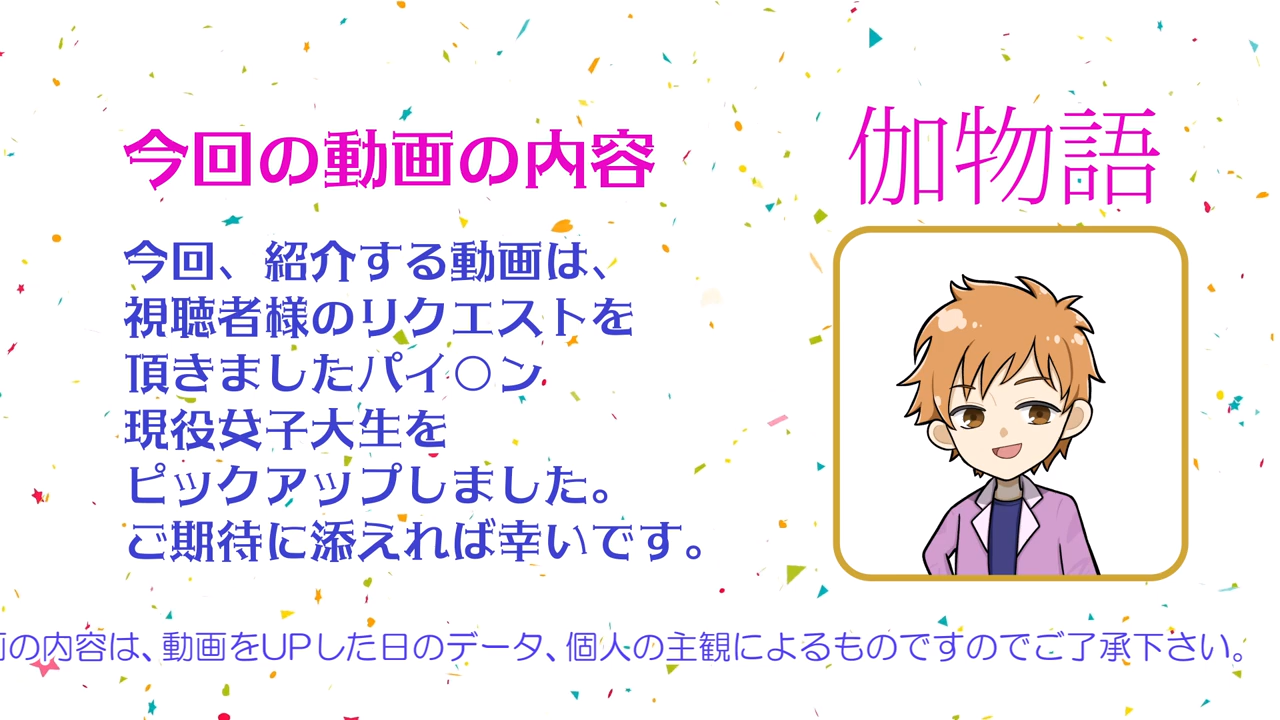 今回の動画の内容
伽物語
今回、紹介する動画は、
視聴者様のリクエストを
頂きましたパイ○ン
現役女子大生を
ピックアップしました。
ご期待に添えれば幸いです。
の内容は、動画をUPした日のデータ、個人の主観によるものですのでご了承下さい。